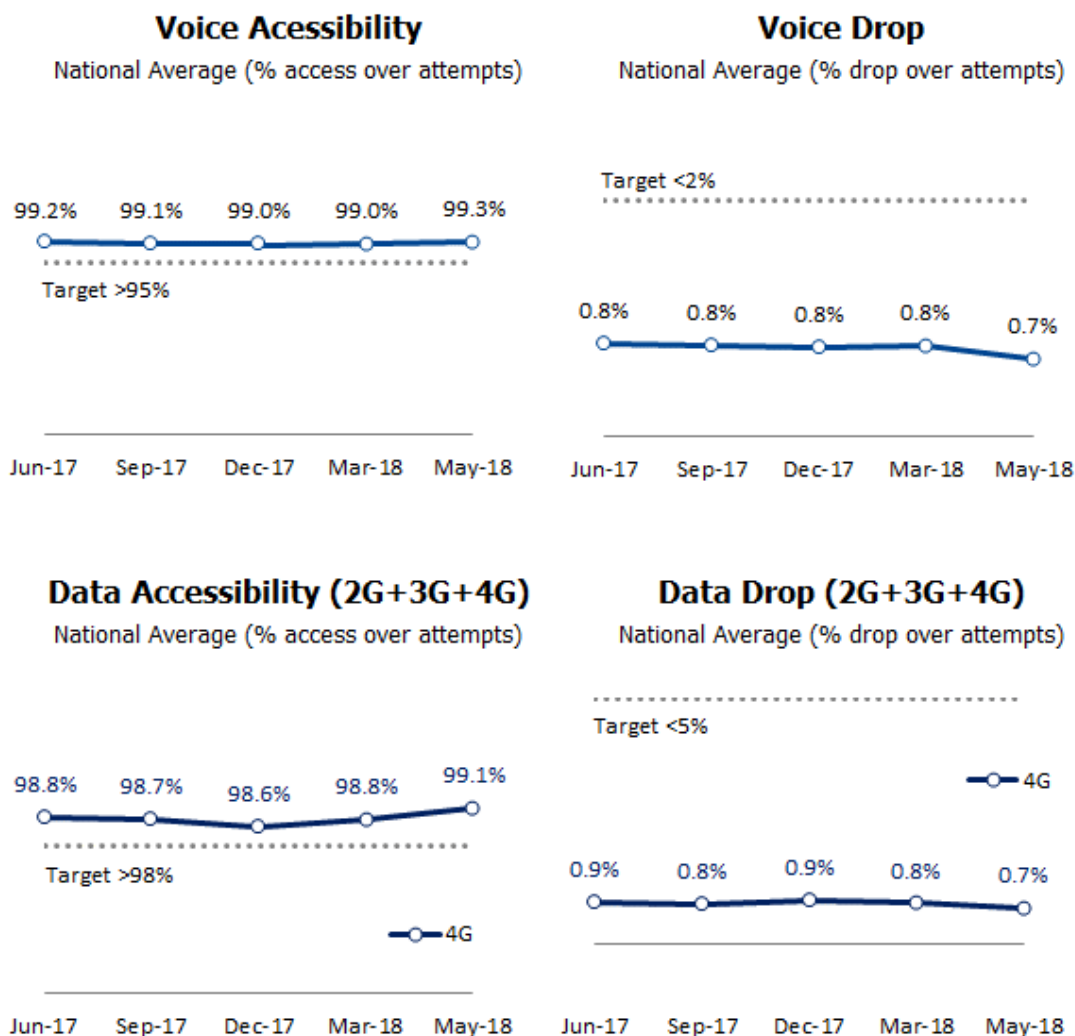 Voice Acessibility
National Average (% access over attempts)
99.2% 99.1% 99.0% 99.0% 99.3%
Target >95%
Jun-17 Sep-17 Dec-17 Mar-18 May-18
Voice Drop
National Average (% drop over attempts)
Target <2%
0.8% 0.8% 0.8% 0.8% 0.7%
Jun-17 Sep-17 Dec-17 Mar-18 May-18
Data Accessibility (2G+3G+4G)
National Average (% access over attempts)
98.8% 98.7% 98.6% 98.8% 99.1%
Target >98%
4G
Jun-17 Sep-17 Dec-17 Mar-18 May-18
Data Drop (2G+3G+4G)
National Average (% drop over attempts)
Target <5%
4G
0.9% 0.8% 0.9% 0.8% 0.7%
Jun-17 Sep-17 Dec-17 Mar-18 May-18